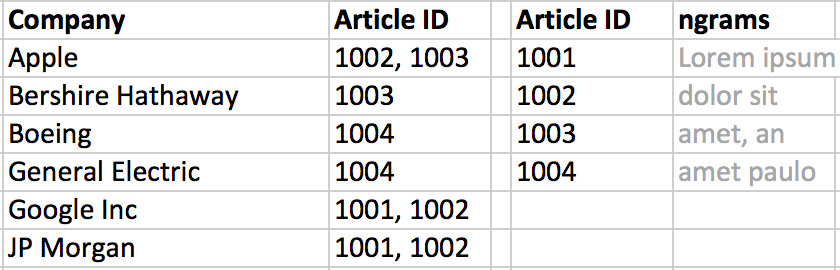 Company Article ID Article ID ngrams
Apple 1002, 1003 1001 Lorem ipsum
Bershire Hathaway 1003 1002 dolor sit
Boeing 1004 1003 amet, an
General Electric 1004 1004 amet paulo
Google Inc 1001, 1002
JP Morgan 1001, 1002